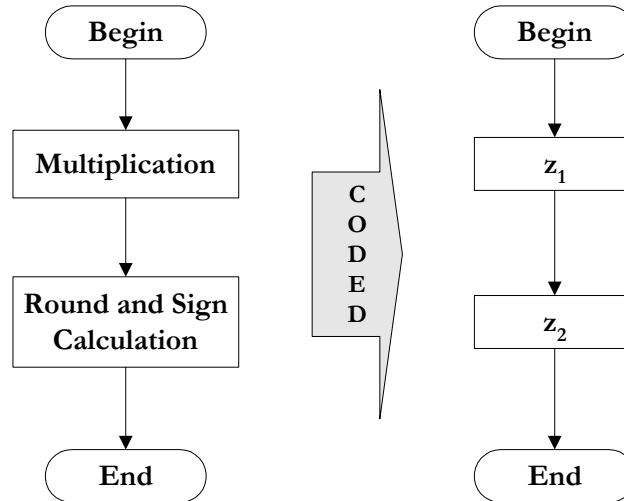 Begin
Multiplication
Round and Sign
Calculation
End
C
O
D
E
D
Begin
z₁
z₂
End